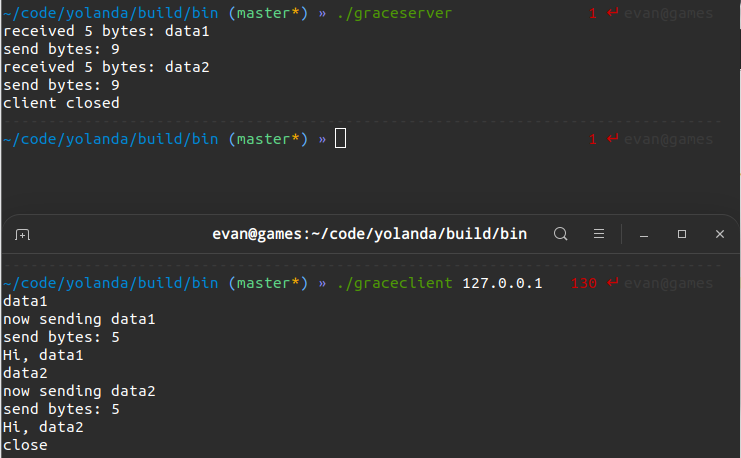 ~/code/yolanda/build/bin (master*) » ./graceserver 1 ↵ evan@games
received 5 bytes: data1
send bytes: 9
received 5 bytes: data2
send bytes: 9
client closed
~/code/yolanda/build/bin (master*) » 1 ↵ evan@games
evan@games:~/code/yolanda/build/bin
~/code/yolanda/build/bin (master*) » ./graceclient 127.0.0.1 130 ↵ evan@games
data1
now sending data1
send bytes: 5
Hi, data1
data2
now sending data2
send bytes: 5
Hi, data2
close